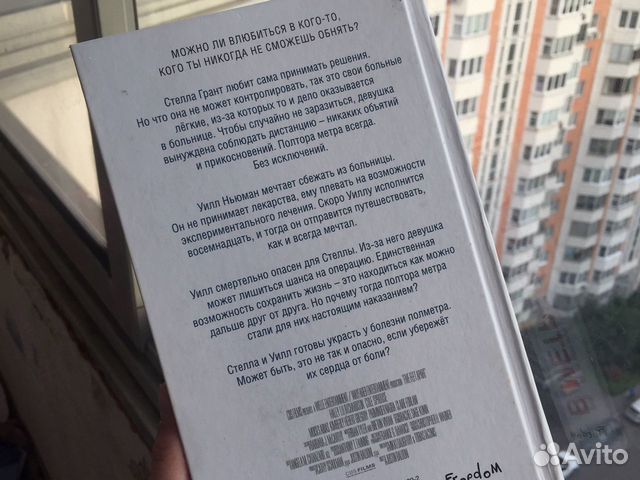 МОЖНО ЛИ ВЛЮБИТЬСЯ В КОГО-ТО,
КОГО ТЫ НИКОГДА НЕ СМОЖЕШЬ ОБНЯТЬ?
Стелла Грант любит сама принимать решения.
Но что она не может контролировать, так это свои больные
лёгкие, из-за которых то и дело оказывается
в больнице. Чтобы случайно не заразиться, девушка
вынуждена соблюдать дистанцию – никаких объятий
и прикосновений. Полтора метра всегда.
Без исключений.
Уилл Ньюман мечтает сбежать из больницы.
Он не принимает лекарства, ему плевать на возможности
экспериментального лечения. Скоро Уиллу исполнится
восемнадцать, и тогда он отправится путешествовать,
как и всегда мечтал.
Уилл смертельно опасен для Стеллы. Из-за него девушка
может лишиться шанса на операцию. Единственная
возможность сохранить жизнь – это находиться как можно
дальше друг от друга. Но почему тогда полтора метра
стали для них настоящим наказанием?
Стелла и Уилл готовы украсть у болезни полметра.
Может быть, это не так и опасно, если убережёт
их сердца от боли?
CBS FILMS
FreedoM
Avito